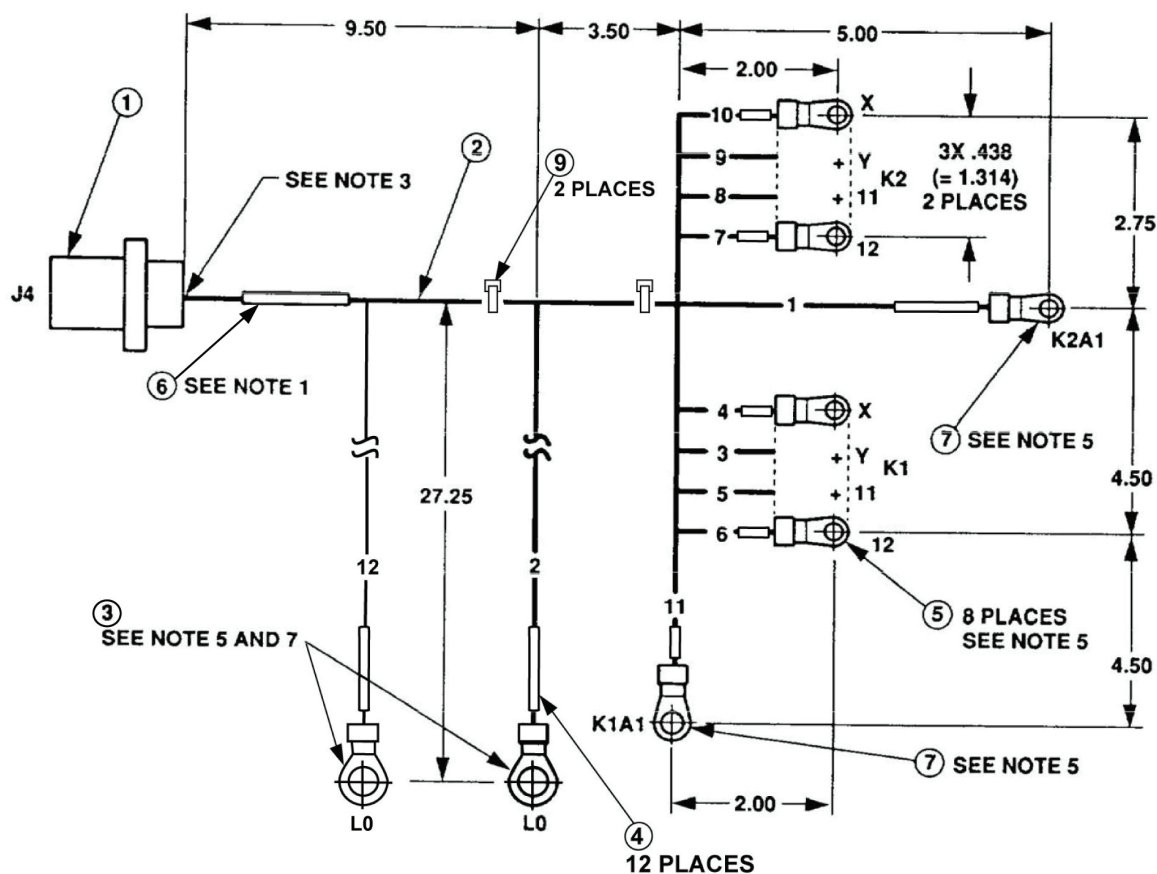 9.50
3.50
5.00
2.00
1
2
9
2 PLACES
SEE NOTE 3
J4
6 SEE NOTE 1
10
X
9
Y
K2
8
11
7
12
3X .438
(= 1.314)
2 PLACES
2.75
1
K2A1
7 SEE NOTE 5
4
X
3
Y
K1
5
11
6
12
4.50
27.25
12
2
11
3
SEE NOTE 5 AND 7
5 8 PLACES
SEE NOTE 5
4.50
K1A1
7 SEE NOTE 5
2.00
L0
L0
4
12 PLACES